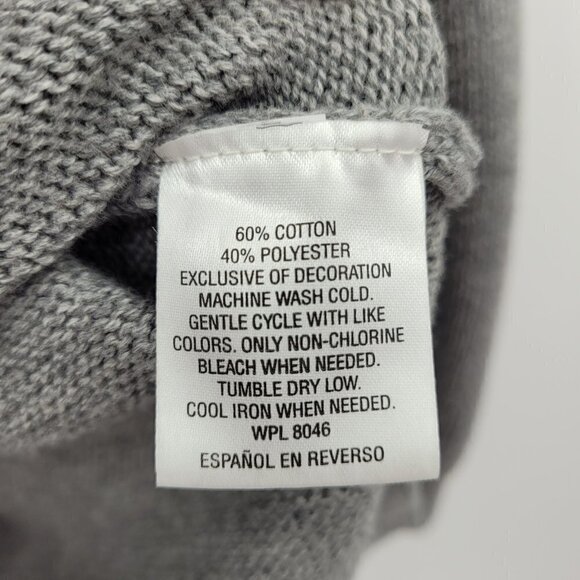 60% COTTON
40% POLYESTER
EXCLUSIVE OF DECORATION
MACHINE WASH COLD.
GENTLE CYCLE WITH LIKE
COLORS. ONLY NON-CHLORINE
BLEACH WHEN NEEDED.
TUMBLE DRY LOW.
COOL IRON WHEN NEEDED.
WPL 8046
ESPAÑOL EN REVERSO